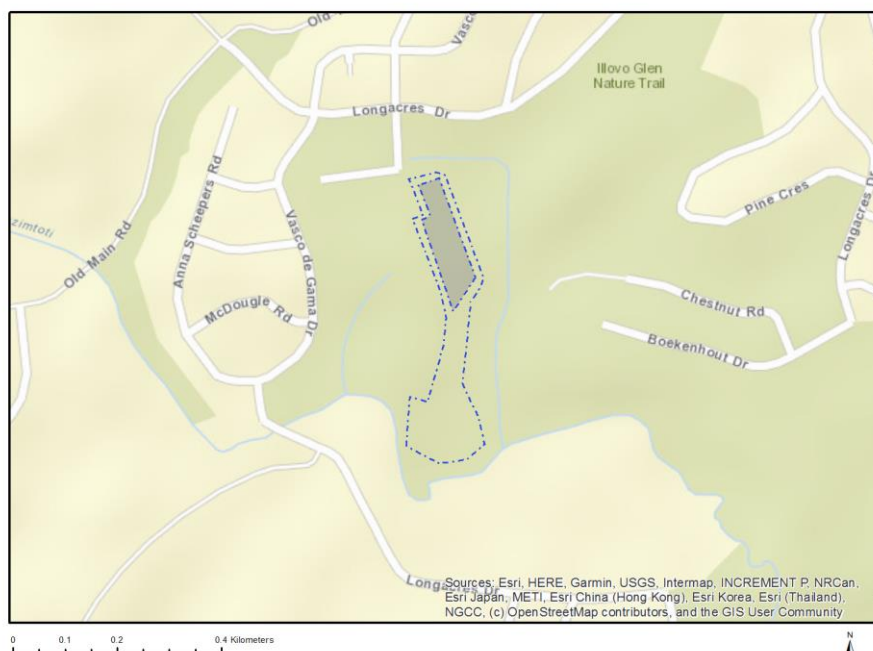 Vasco
Illovo Glen
Nature Trail
Longacres Dr
Pine Cres
Longacres Dr
zimtoti
Old Main Rd
Anna Scheepers Rd
Vasco de Gama Dr
McDougle Rd
Chestnut Rd
Boekenhout Dr
Longacres Dr
Sources: Esri, HERE, Garmin, USGS, Intermap, INCREMENT P, NRCan,
Esri Japan, METI, Esri China (Hong Kong), Esri Korea, Esri (Thailand),
NGCC, (c) OpenStreetMap contributors, and the GIS User Community
0 0.1 0.2 0.4 Kilometers
N